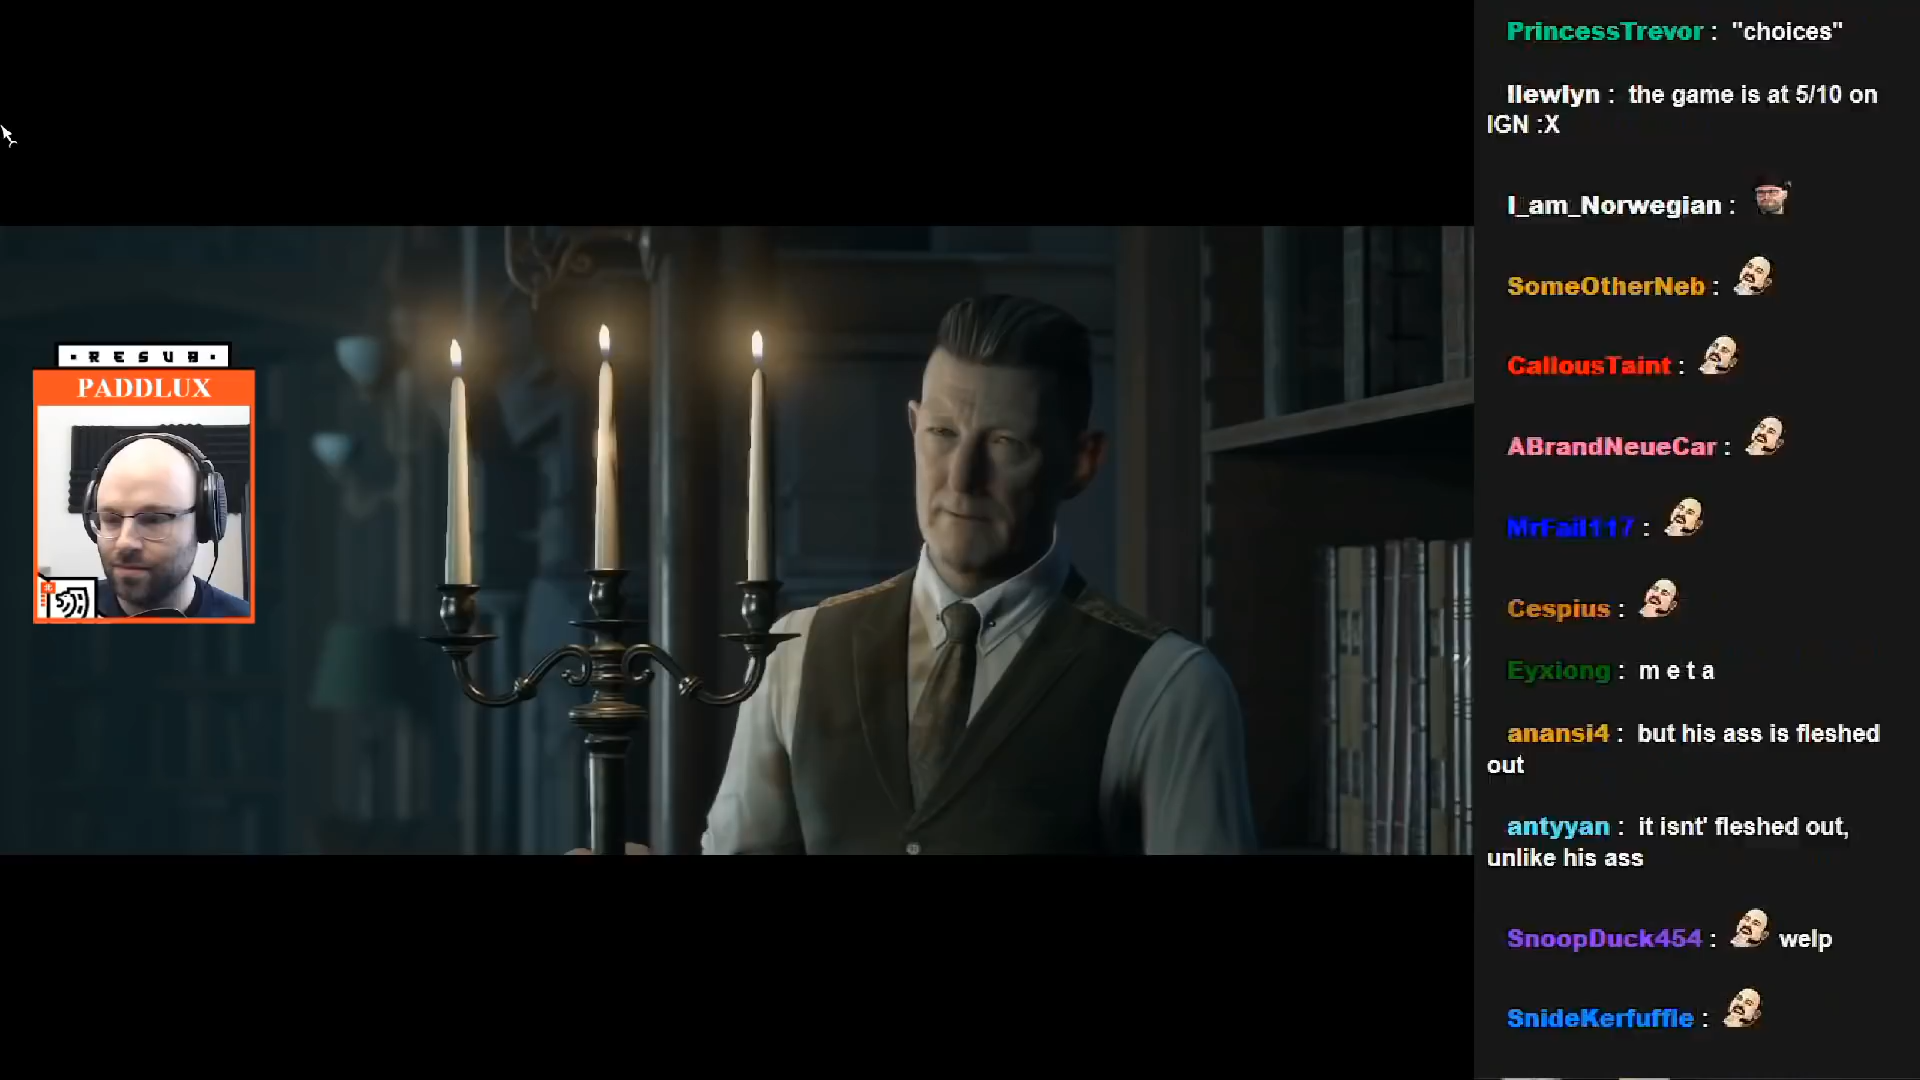 · R E S U B ·
PADDLUX
PrincessTrevor : "choices"
llewlyn : the game is at 5/10 on
IGN :X
I_am_Norwegian :
SomeOtherNeb :
CallousTaint :
ABrandNeueCar :
MrFail117 :
Cespius :
Eyxiong : m e t a
anansi4 : but his ass is fleshed
out
antyyan : it isnt' fleshed out,
unlike his ass
SnoopDuck454 : welp
SnideKerfuffle :